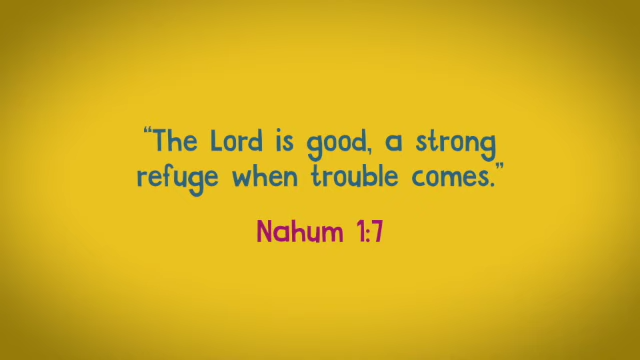 “The Lord is good, a strong
refuge when trouble comes.”
Nahum 1:7